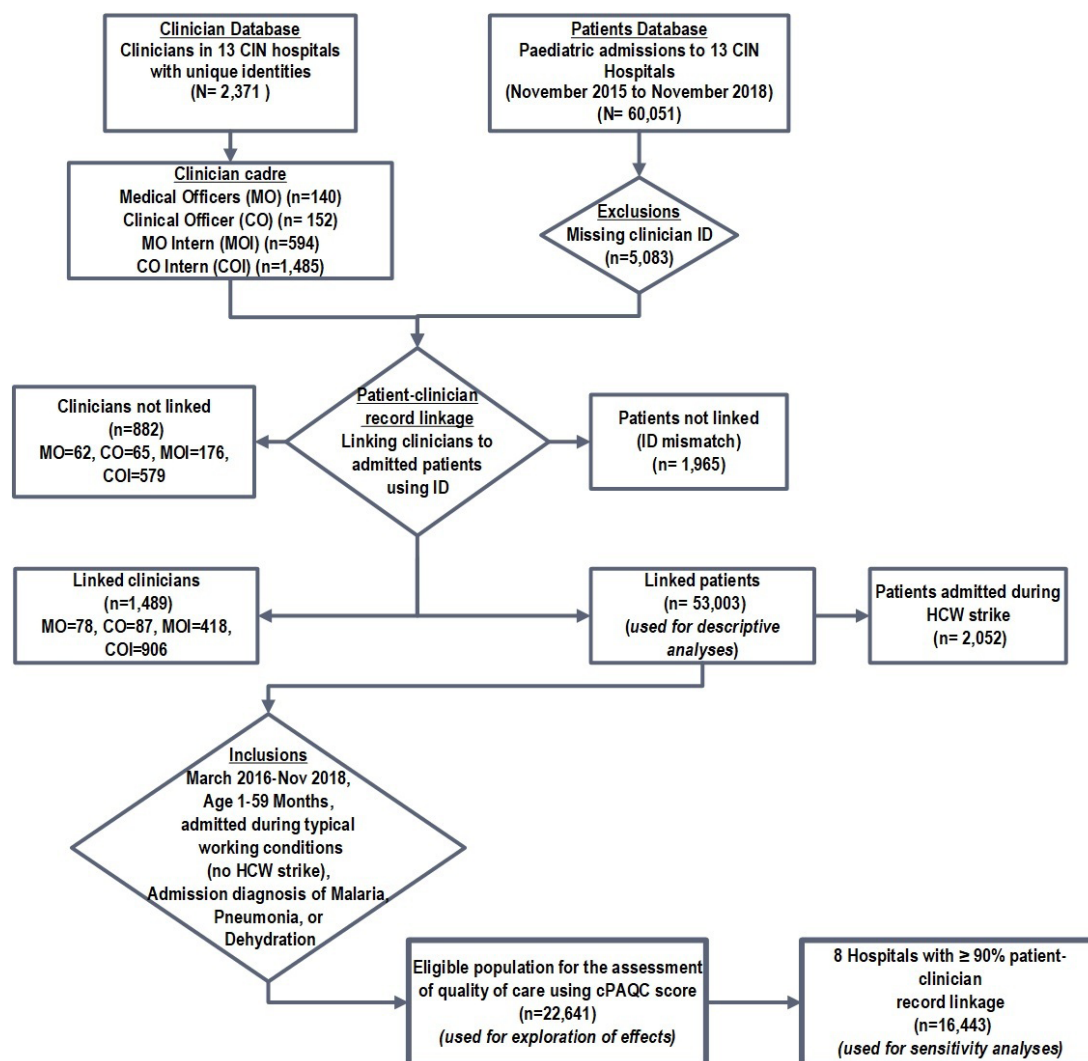 Clinician Database
Clinicians in 13 CIN hospitals
with unique identities
(N= 2,371 )
Patients Database
Paediatric admissions to 13 CIN
Hospitals
(November 2015 to November 2018)
(N= 60,051)
Clinician cadre
Medical Officers (MO) (n=140)
Clinical Officer (CO) (n= 152)
MO Intern (MOI) (n=594)
CO Intern (COI) (n=1,485)
Exclusions
Missing clinician ID
(n=5,083)
Clinicians not linked
(n=882)
MO=62, CO=65, MOI=176,
COI=579
Patient-clinician
record linkage
Linking clinicians to
admitted patients
using ID
Patients not linked
(ID mismatch)
(n= 1,965)
Linked clinicians
(n=1,489)
MO=78, CO=87, MOI=418,
COI=906
Linked patients
(n= 53,003)
(used for descriptive
analyses)
Patients admitted during
HCW strike
(n= 2,052)
Inclusions
March 2016-Nov 2018,
Age 1-59 Months,
admitted during typical
working conditions
(no HCW strike),
Admission diagnosis of Malaria,
Pneumonia, or
Dehydration
Eligible population for the assessment
of quality of care using cPAQC score
(n=22,641)
(used for exploration of effects)
8 Hospitals with ≥ 90% patient-
clinician
record linkage
(n=16,443)
(used for sensitivity analyses)